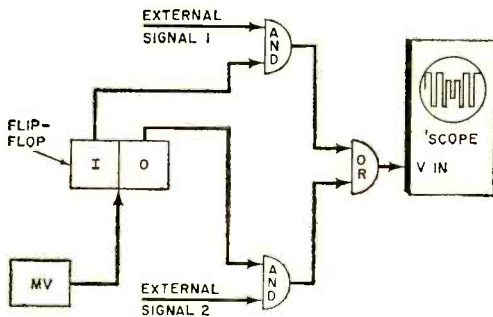 EXTERNAL
SIGNAL 1
AND
FLIP-
FLOP
I O
OR
'SCOPE
V IN
MV
EXTERNAL
SIGNAL 2
AND